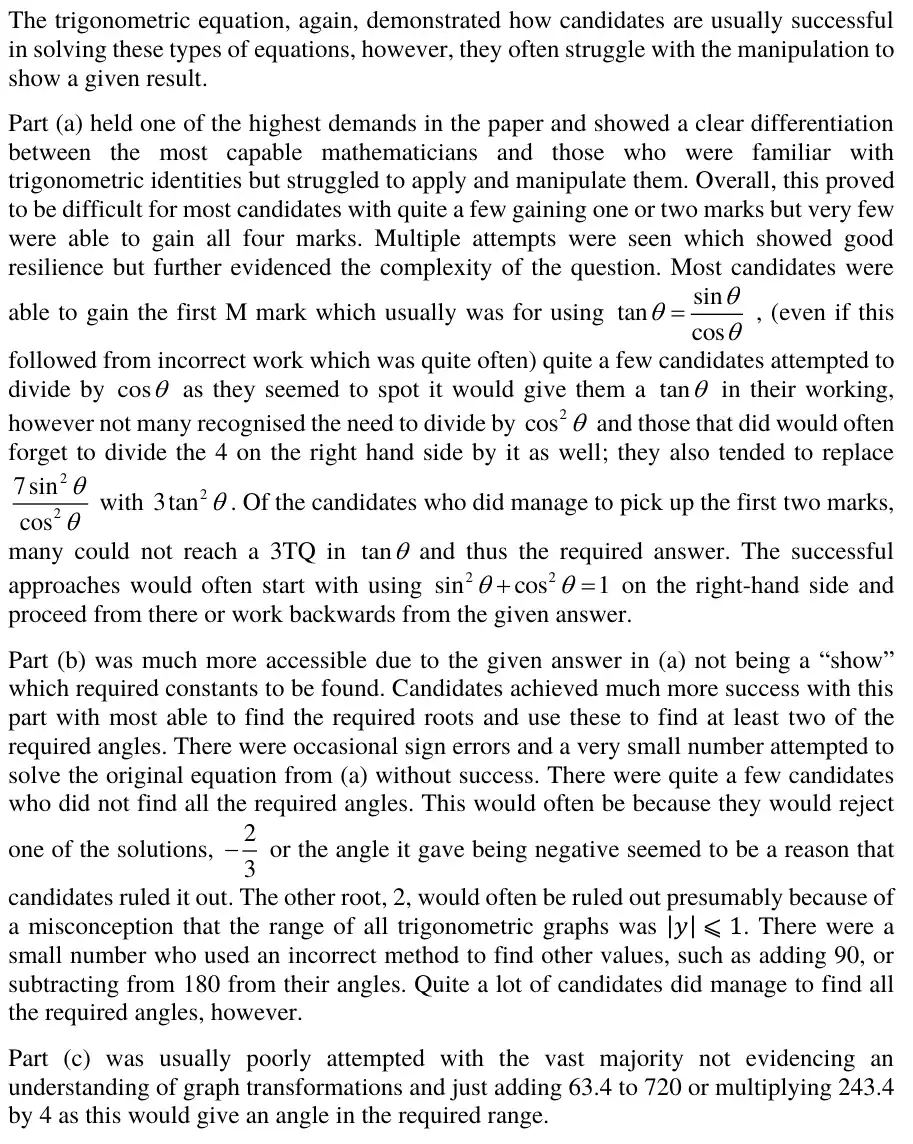 The trigonometric equation, again, demonstrated how candidates are usually successful
in solving these types of equations, however, they often struggle with the manipulation to
show a given result.
Part (a) held one of the highest demands in the paper and showed a clear differentiation
between the most capable mathematicians and those who were familiar with
trigonometric identities but struggled to apply and manipulate them. Overall, this proved
to be difficult for most candidates with quite a few gaining one or two marks but very few
were able to gain all four marks. Multiple attempts were seen which showed good
resilience but further evidenced the complexity of the question. Most candidates were
able to gain the first M mark which usually was for using tan θ = sin θ / cos θ , (even if this
followed from incorrect work which was quite often) quite a few candidates attempted to
divide by cos θ as they seemed to spot it would give them a tan θ in their working,
however not many recognised the need to divide by cos² θ and those that did would often
forget to divide the 4 on the right hand side by it as well; they also tended to replace
7 sin² θ / cos² θ with 3 tan² θ . Of the candidates who did manage to pick up the first two marks,
many could not reach a 3TQ in tan θ and thus the required answer. The successful
approaches would often start with using sin² θ + cos² θ = 1 on the right-hand side and
proceed from there or work backwards from the given answer.
Part (b) was much more accessible due to the given answer in (a) not being a “show”
which required constants to be found. Candidates achieved much more success with this
part with most able to find the required roots and use these to find at least two of the
required angles. There were occasional sign errors and a very small number attempted to
solve the original equation from (a) without success. There were quite a few candidates
who did not find all the required angles. This would often be because they would reject
one of the solutions, − 2 / 3 or the angle it gave being negative seemed to be a reason that
candidates ruled it out. The other root, 2, would often be ruled out presumably because of
a misconception that the range of all trigonometric graphs was |y| ⩽ 1. There were a
small number who used an incorrect method to find other values, such as adding 90, or
subtracting from 180 from their angles. Quite a lot of candidates did manage to find all
the required angles, however.
Part (c) was usually poorly attempted with the vast majority not evidencing an
understanding of graph transformations and just adding 63.4 to 720 or multiplying 243.4
by 4 as this would give an angle in the required range.